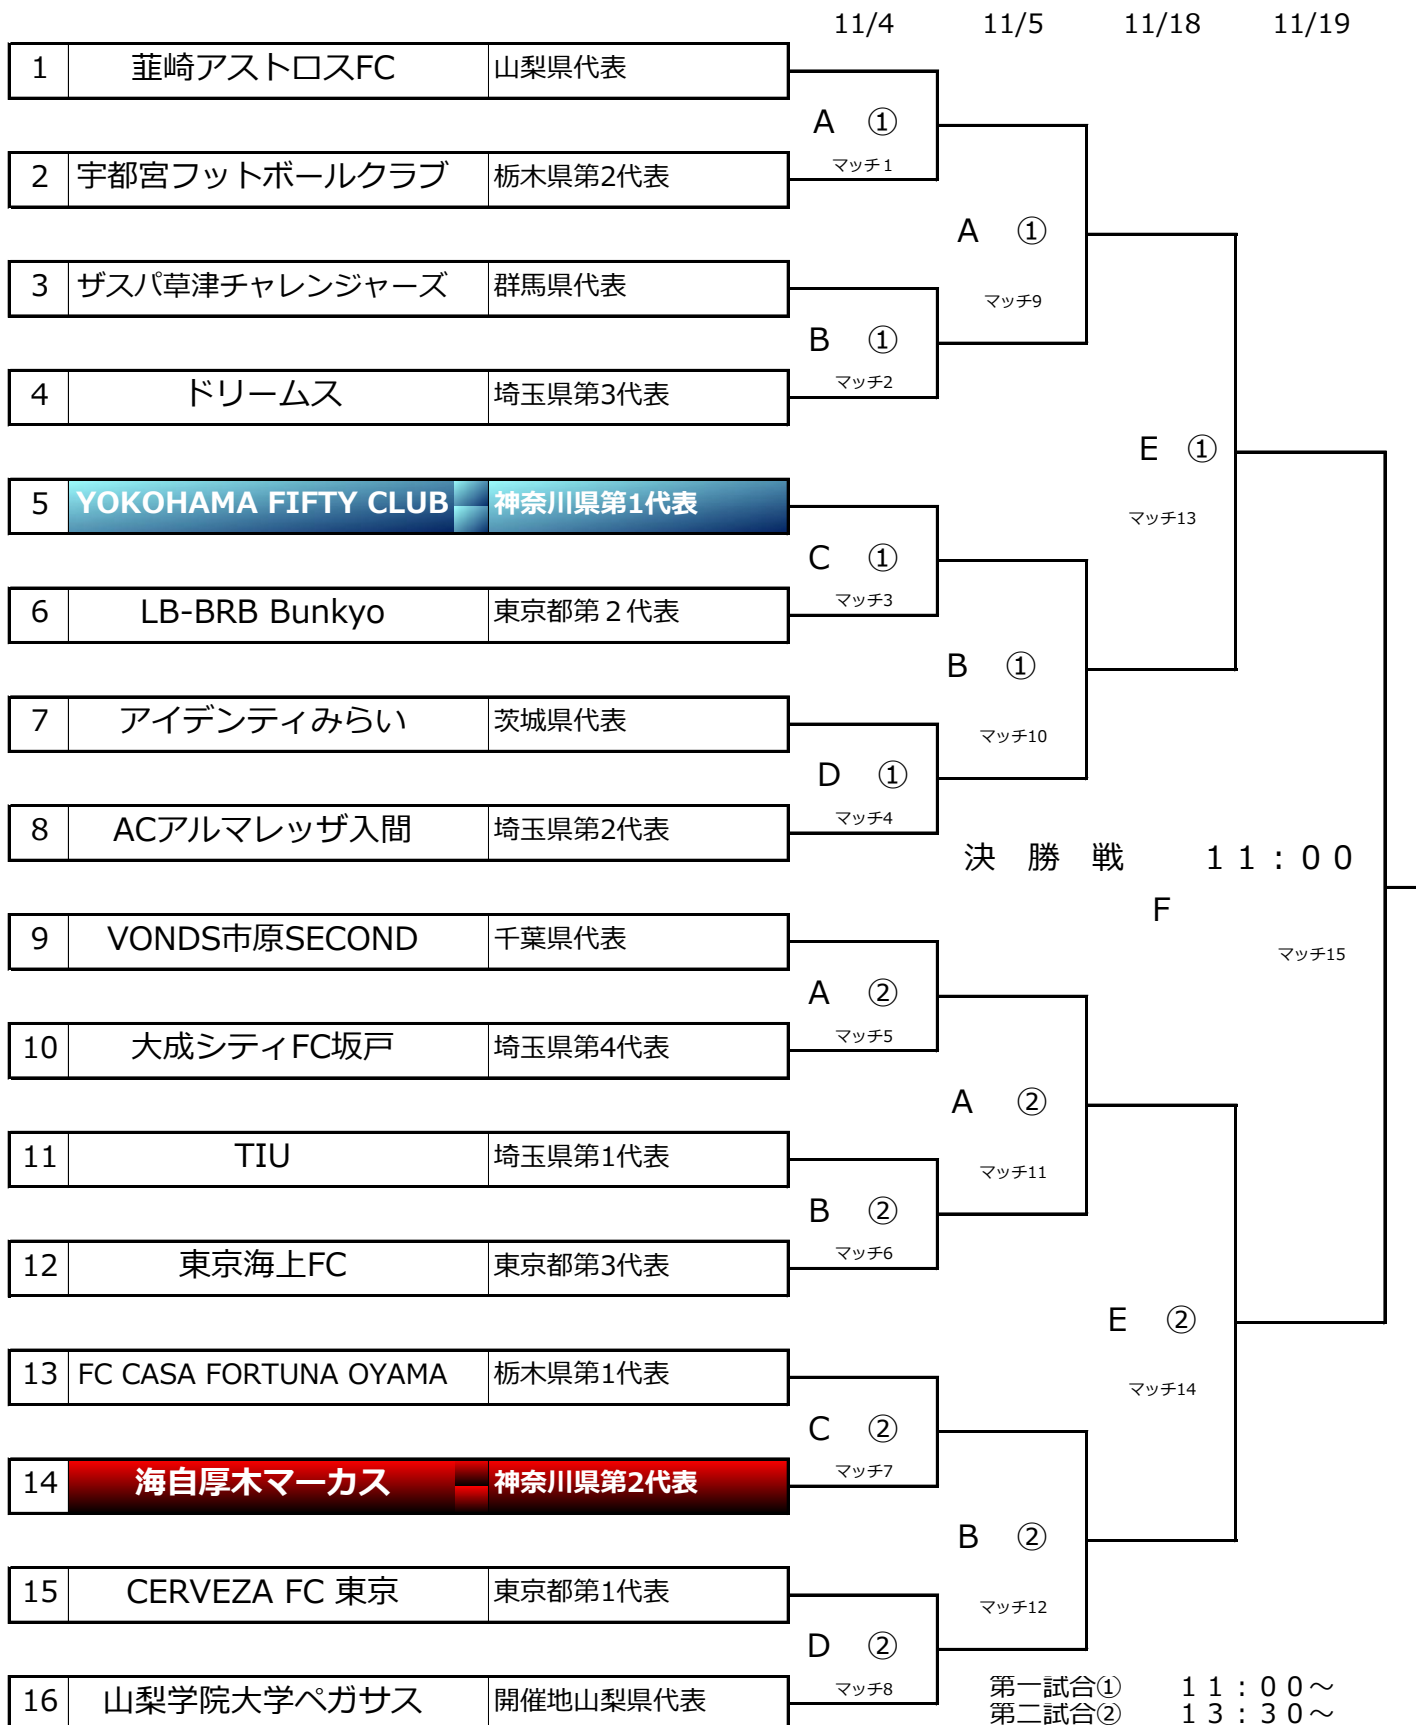 11/4 11/5 11/18 11/19
1 韮崎アストロスFC 山梨県代表
A ①
マッチ1
2 宇都宮フットボールクラブ 栃木県第2代表
A ①
3 ザスパ草津チャレンジャーズ 群馬県代表
マッチ9
B ①
マッチ2
4 ドリームス 埼玉県第3代表
E ①
5 YOKOHAMA FIFTY CLUB 神奈川県第1代表
マッチ13
C ①
マッチ3
6 LB-BRB Bunkyo 東京都第２代表
B ①
7 アイデンティみらい 茨城県代表
マッチ10
D ①
マッチ4
8 ACアルマレッザ入間 埼玉県第2代表
決 勝 戦 １１：００
F
9 VONDS市原SECOND 千葉県代表
マッチ15
A ②
マッチ5
10 大成シティFC坂戸 埼玉県第4代表
A ②
11 TIU 埼玉県第1代表
マッチ11
B ②
マッチ6
12 東京海上FC 東京都第3代表
E ②
13 FC CASA FORTUNA OYAMA 栃木県第1代表
マッチ14
C ②
マッチ7
14 海自厚木マーカス 神奈川県第2代表
B ②
15 CERVEZA FC 東京 東京都第1代表
マッチ12
D ②
マッチ8
16 山梨学院大学ペガサス 開催地山梨県代表
第一試合① １１：００～
第二試合② １３：３０～